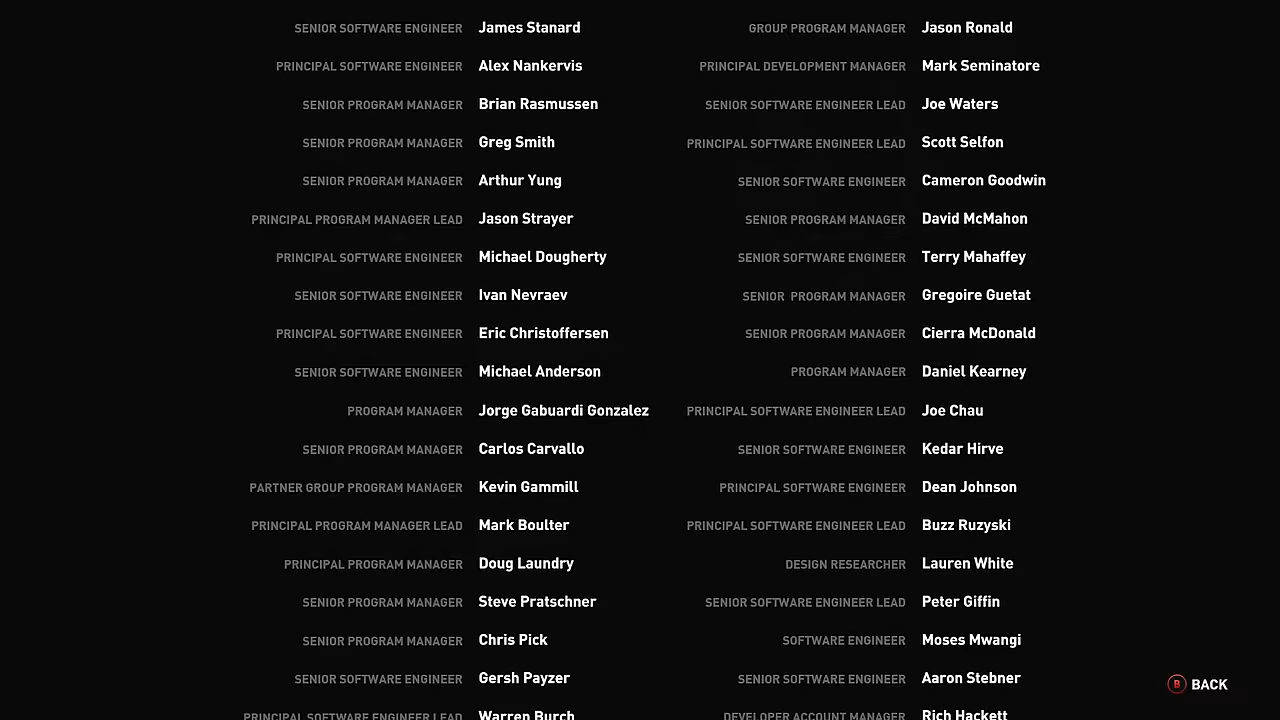 SENIOR SOFTWARE ENGINEER James Stanard
PRINCIPAL SOFTWARE ENGINEER Alex Nankervis
SENIOR PROGRAM MANAGER Brian Rasmussen
SENIOR PROGRAM MANAGER Greg Smith
SENIOR PROGRAM MANAGER Arthur Yung
PRINCIPAL PROGRAM MANAGER LEAD Jason Strayer
PRINCIPAL SOFTWARE ENGINEER Michael Dougherty
SENIOR SOFTWARE ENGINEER Ivan Nevraev
PRINCIPAL SOFTWARE ENGINEER Eric Christoffersen
SENIOR SOFTWARE ENGINEER Michael Anderson
PROGRAM MANAGER Jorge Gabuardi Gonzalez
SENIOR PROGRAM MANAGER Carlos Carvallo
PARTNER GROUP PROGRAM MANAGER Kevin Gammill
PRINCIPAL PROGRAM MANAGER LEAD Mark Boulter
PRINCIPAL PROGRAM MANAGER Doug Laundry
SENIOR PROGRAM MANAGER Steve Pratschner
SENIOR PROGRAM MANAGER Chris Pick
SENIOR SOFTWARE ENGINEER Gersh Payzer
PRINCIPAL SOFTWARE ENGINEER LEAD Warren Burch
GROUP PROGRAM MANAGER Jason Ronald
PRINCIPAL DEVELOPMENT MANAGER Mark Seminatore
SENIOR SOFTWARE ENGINEER LEAD Joe Waters
PRINCIPAL SOFTWARE ENGINEER LEAD Scott Selfon
SENIOR SOFTWARE ENGINEER Cameron Goodwin
SENIOR PROGRAM MANAGER David McMahon
SENIOR SOFTWARE ENGINEER Terry Mahaffey
SENIOR PROGRAM MANAGER Gregoire Guetat
SENIOR PROGRAM MANAGER Cierra McDonald
PROGRAM MANAGER Daniel Kearney
PRINCIPAL SOFTWARE ENGINEER LEAD Joe Chau
SENIOR SOFTWARE ENGINEER Kedar Hirve
PRINCIPAL SOFTWARE ENGINEER Dean Johnson
PRINCIPAL SOFTWARE ENGINEER LEAD Buzz Ruzyski
DESIGN RESEARCHER Lauren White
SENIOR SOFTWARE ENGINEER LEAD Peter Giffin
SOFTWARE ENGINEER Moses Mwangi
SENIOR SOFTWARE ENGINEER Aaron Stebner
DEVELOPER ACCOUNT MANAGER Rich Hackett
B BACK